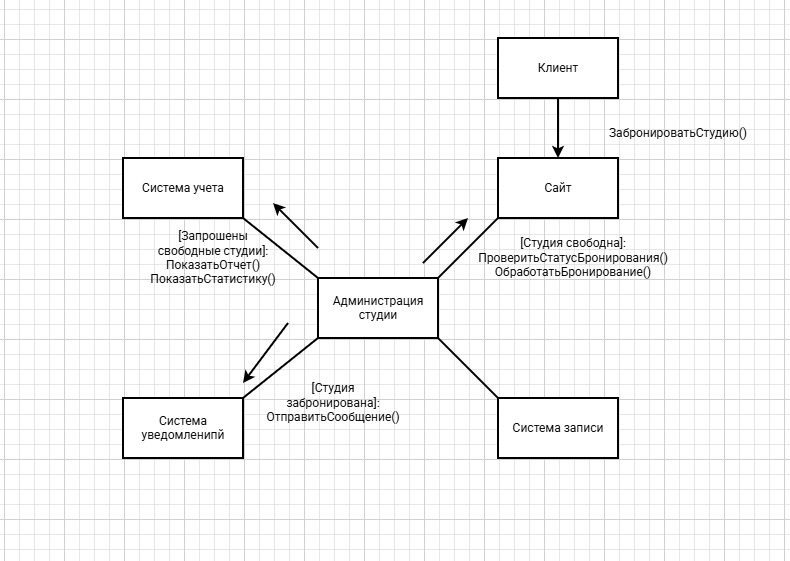 Клиент
ЗабронироватьСтудию()
Система учета
Сайт
[Запрошены
свободные студии]:
ПоказатьОтчет()
ПоказатьСтатистику()
[Студия свободна]:
ПроверитьСтатусБронирования()
ОбработатьБронирование()
Администрация
студии
[Студия
забронирована]:
ОтправитьСообщение()
Система
уведомленипй
Система записи